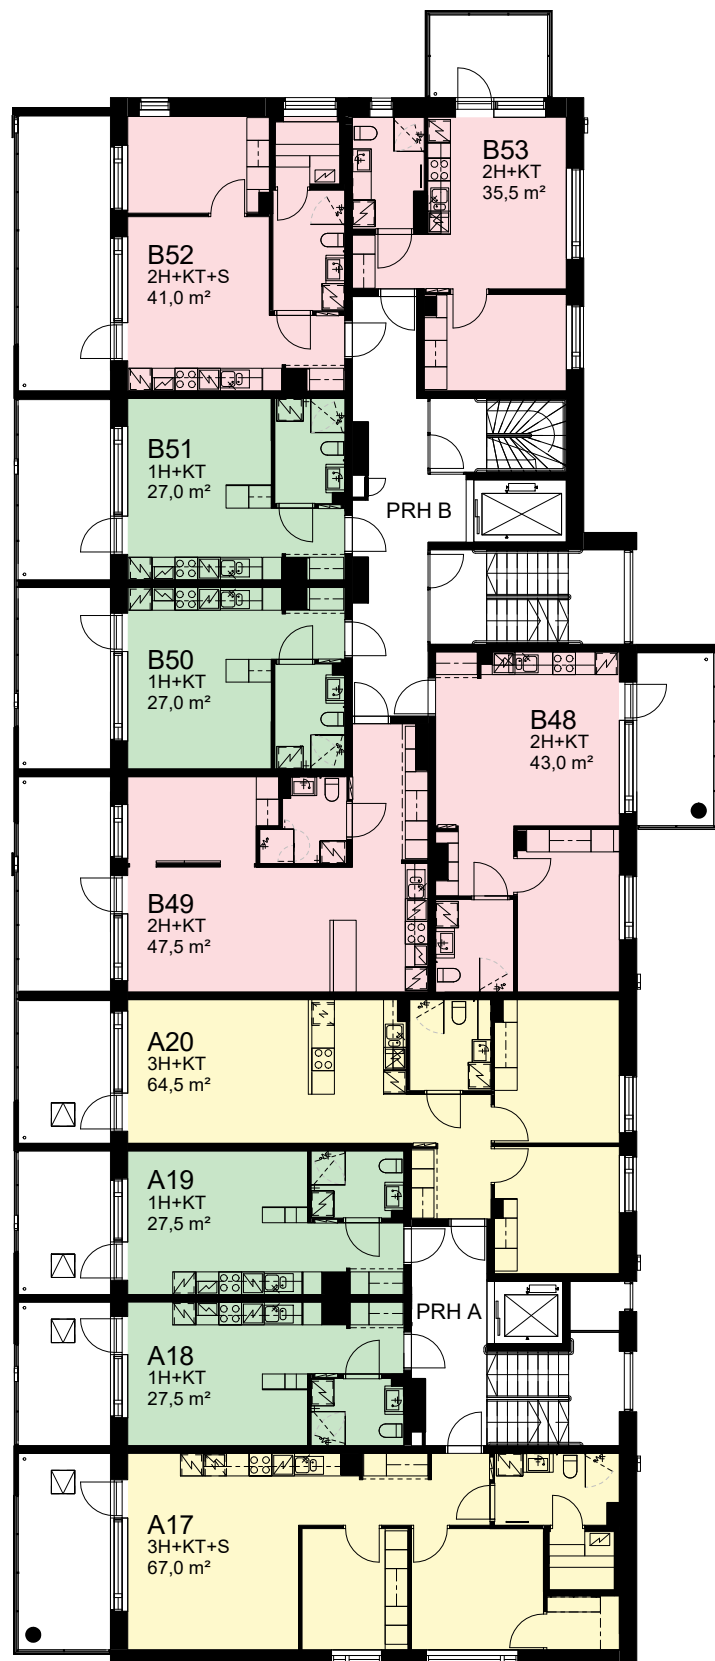 B53
2H+KT
35,5 m²
B52
2H+KT+S
41,0 m²
B51
1H+KT
27,0 m²
PRH B
B50
1H+KT
27,0 m²
B48
2H+KT
43,0 m²
B49
2H+KT
47,5 m²
A20
3H+KT
64,5 m²
A19
1H+KT
27,5 m²
PRH A
A18
1H+KT
27,5 m²
A17
3H+KT+S
67,0 m²